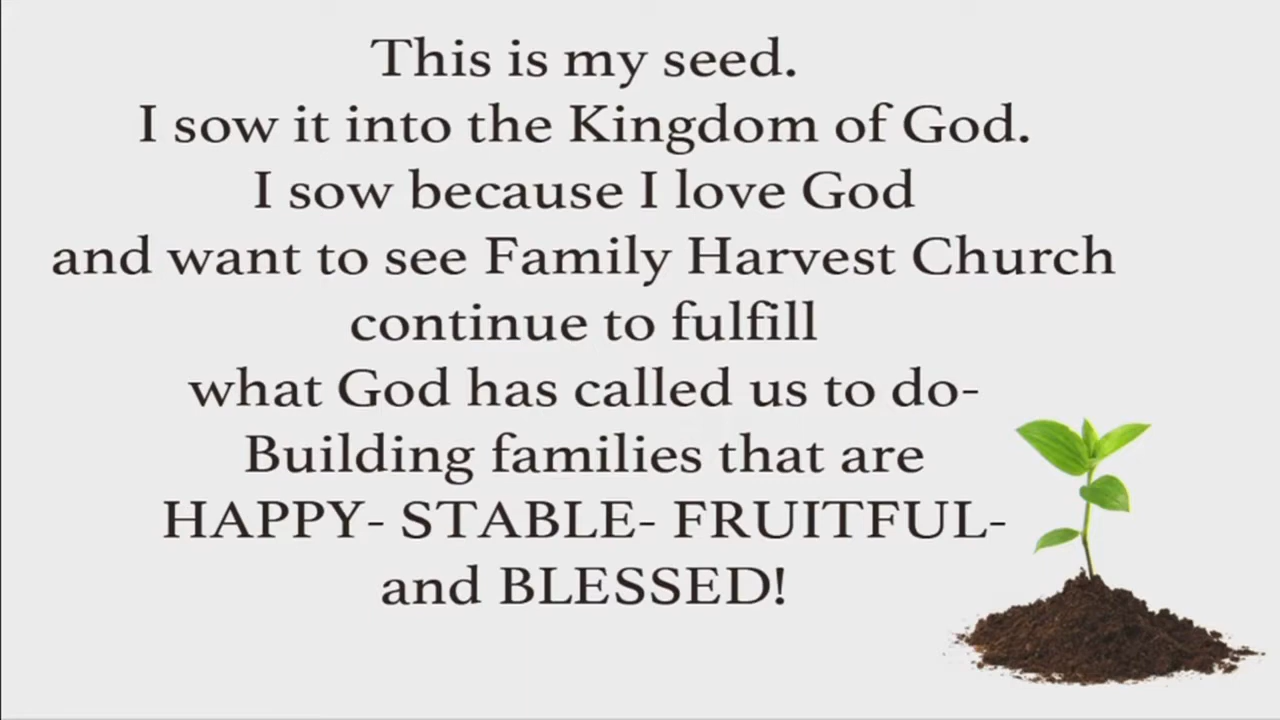 This is my seed.
I sow it into the Kingdom of God.
I sow because I love God
and want to see Family Harvest Church
continue to fulfill
what God has called us to do-
Building families that are
HAPPY- STABLE- FRUITFUL-
and BLESSED!